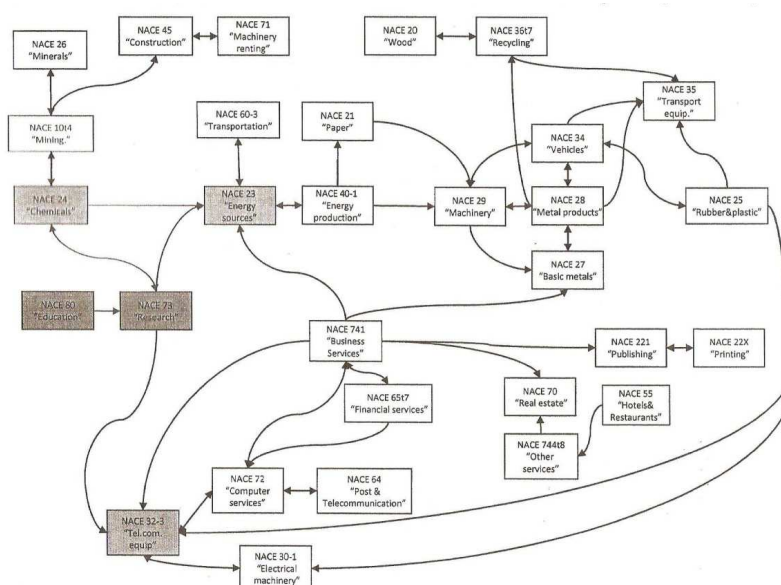 NACE 26
"Minerals"
NACE 45
"Construction"
NACE 71
"Machinery
renting"
NACE 20
"Wood"
NACE 36t7
"Recycling"
NACE 10t4
"Mining."
NACE 60-3
"Transportation"
NACE 21
"Paper"
NACE 34
"Vehicles"
NACE 35
"Transport
equip."
NACE 24
"Chemicals"
NACE 23
"Energy
sources"
NACE 40-1
"Energy
production"
NACE 29
"Machinery"
NACE 28
"Metal products"
NACE 25
"Rubber&plastic"
NACE 27
"Basic metals"
NACE 80
"Education"
NACE 73
"Research"
NACE 741
"Business
Services"
NACE 221
"Publishing"
NACE 22X
"Printing"
NACE 65t7
"Financial services"
NACE 70
"Real estate"
NACE 55
"Hotels&
Restaurants"
NACE 744t8
"Other
services"
NACE 72
"Computer
services"
NACE 64
"Post &
Telecommunication"
NACE 32-3
"Tel.com.
equip"
NACE 30-1
"Electrical
machinery"